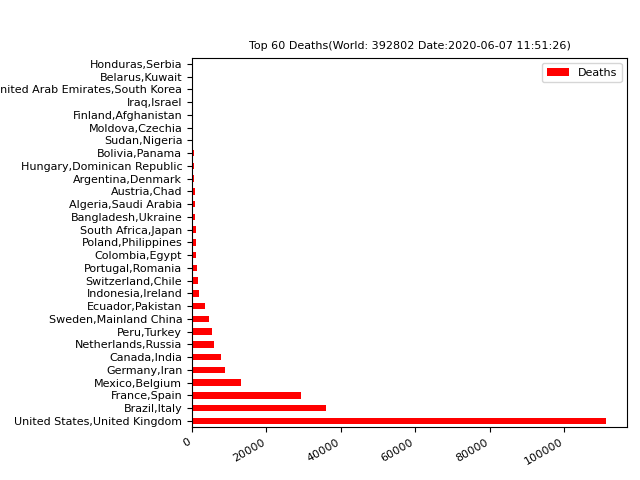 Top 60 Deaths(World: 392802 Date:2020-06-07 11:51:26)
Deaths
Honduras,Serbia
Belarus,Kuwait
nited Arab Emirates,South Korea
Iraq,Israel
Finland,Afghanistan
Moldova,Czechia
Sudan,Nigeria
Bolivia,Panama
Hungary,Dominican Republic
Argentina,Denmark
Austria,Chad
Algeria,Saudi Arabia
Bangladesh,Ukraine
South Africa,Japan
Poland,Philippines
Colombia,Egypt
Portugal,Romania
Switzerland,Chile
Indonesia,Ireland
Ecuador,Pakistan
Sweden,Mainland China
Peru,Turkey
Netherlands,Russia
Canada,India
Germany,Iran
Mexico,Belgium
France,Spain
Brazil,Italy
United States,United Kingdom
0 20000 40000 60000 80000 100000